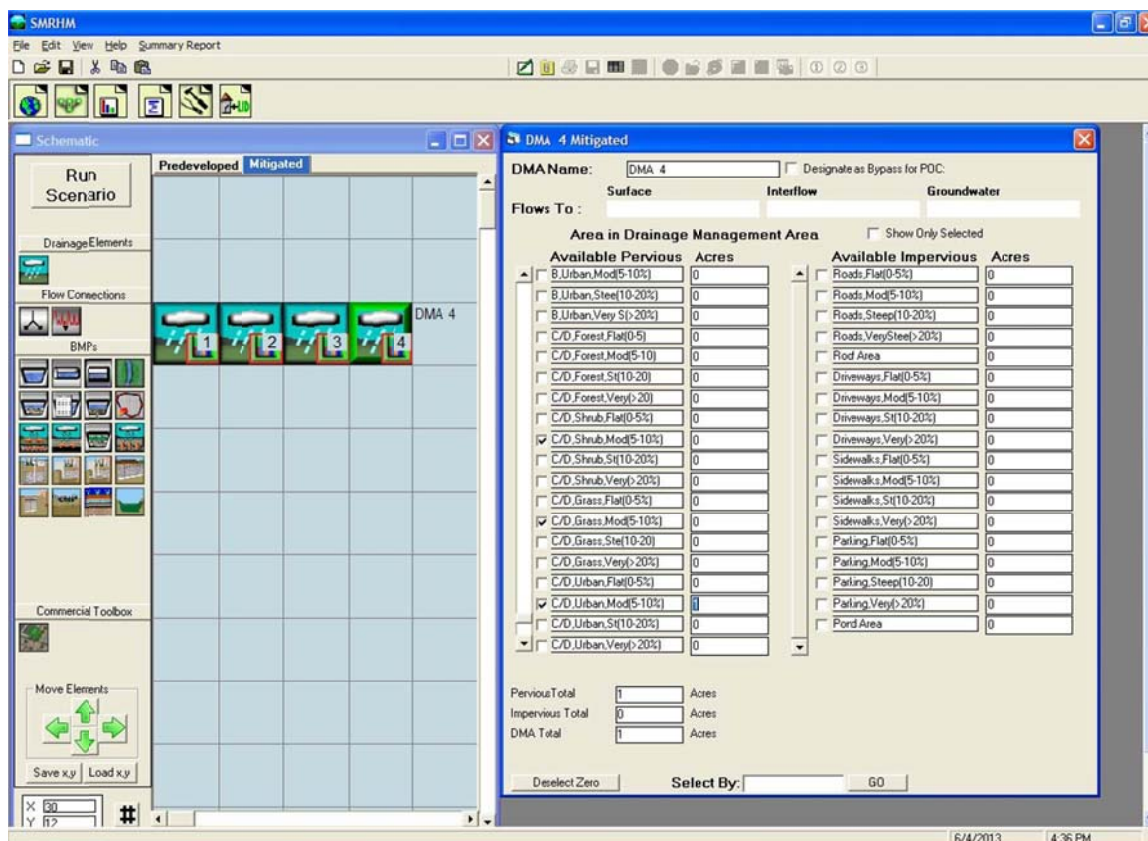 SMRHM
File Edit View Help Summary Report
Schematic
Run
Scenario
Predeveloped Mitigated
Drainage Elements
Flow Connections
BMPs
Commercial Toolbox
Move Elements
Save x,y Load x,y
X 30
Y 12
#
1 2 3 4 DMA 4
DMA 4 Mitigated
DMA Name: DMA 4 Designate as Bypass for POC:
Surface Interflow Groundwater
Flows To :
Area in Drainage Management Area Show Only Selected
Available Pervious Acres Available Impervious Acres
B,Urban,Mod(5-10%) 0 Roads,Flat(0-5%) 0
B,Urban,Stee(10-20%) 0 Roads,Mod(5-10%) 0
B,Urban,Very S(>20%) 0 Roads,Steep(10-20%) 0
C/D,Forest,Flat(0-5) 0 Roads,VeryStee(>20%) 0
C/D,Forest,Mod(5-10) 0 Roof Area 0
C/D,Forest,St(10-20) 0 Driveways,Flat(0-5%) 0
C/D,Forest,Very(>20) 0 Driveways,Mod(5-10%) 0
C/D,Shrub,Flat(0-5%) 0 Driveways,St(10-20%) 0
C/D,Shrub,Mod(5-10%) 0 Driveways,Very(>20%) 0
C/D,Shrub,St(10-20%) 0 Sidewalks,Flat(0-5%) 0
C/D,Shrub,Very(>20%) 0 Sidewalks,Mod(5-10%) 0
C/D,Grass,Flat(0-5%) 0 Sidewalks,St(10-20%) 0
C/D,Grass,Mod(5-10%) 0 Sidewalks,Very(>20%) 0
C/D,Grass,Ste(10-20) 0 Parking,Flat(0-5%) 0
C/D,Grass,Very(>20%) 0 Parking,Mod(5-10%) 0
C/D,Urban,Flat(0-5%) 0 Parking,Steep(10-20) 0
C/D,Urban,Mod(5-10%) 1 Parking,Very(>20%) 0
C/D,Urban,St(10-20%) 0 Pond Area 0
C/D,Urban,Very(>20%) 0
Pervious Total 1 Acres
Impervious Total 0 Acres
DMA Total 1 Acres
Deselect Zero Select By: GO
6/4/2013 4:36 PM